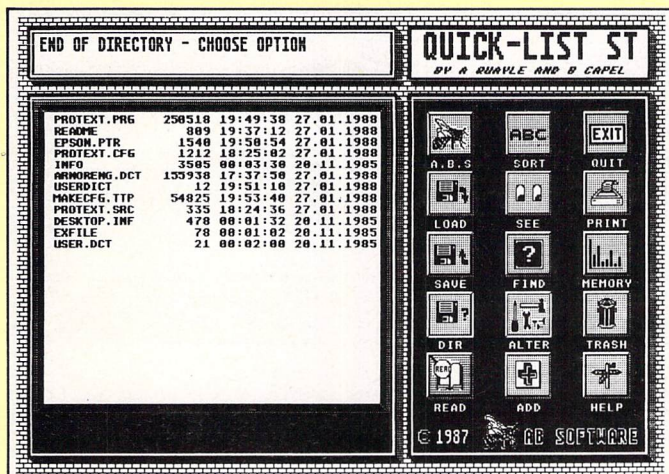 END OF DIRECTORY - CHOOSE OPTION
QUICK-LIST ST
BY A QUAYLE AND B CAPEL
PROTEXT.PRG 250518 19:49:38 27.01.1988
README 809 19:37:12 27.01.1988
EPSON.PTR 1540 19:50:54 27.01.1988
PROTEXT.CFG 1212 18:25:02 27.01.1988
INFO 3505 00:03:30 20.11.1985
ARNORENG.DCT 155938 17:37:50 27.01.1988
USERDICT 12 19:51:10 27.01.1988
MAKECFG.TTP 54825 19:53:40 27.01.1988
PROTEXT.SRC 335 18:24:36 27.01.1988
DESKTOP.INF 478 00:01:32 20.11.1985
EXFILE 78 00:01:02 20.11.1985
USER.DCT 21 00:02:00 20.11.1985
ABC EXIT
A.B.S SORT QUIT
LOAD SEE PRINT
?
SAVE FIND MEMORY
?
DIR ALTER TRASH
READ
READ ADD HELP
© 1987 AB SOFTWARE